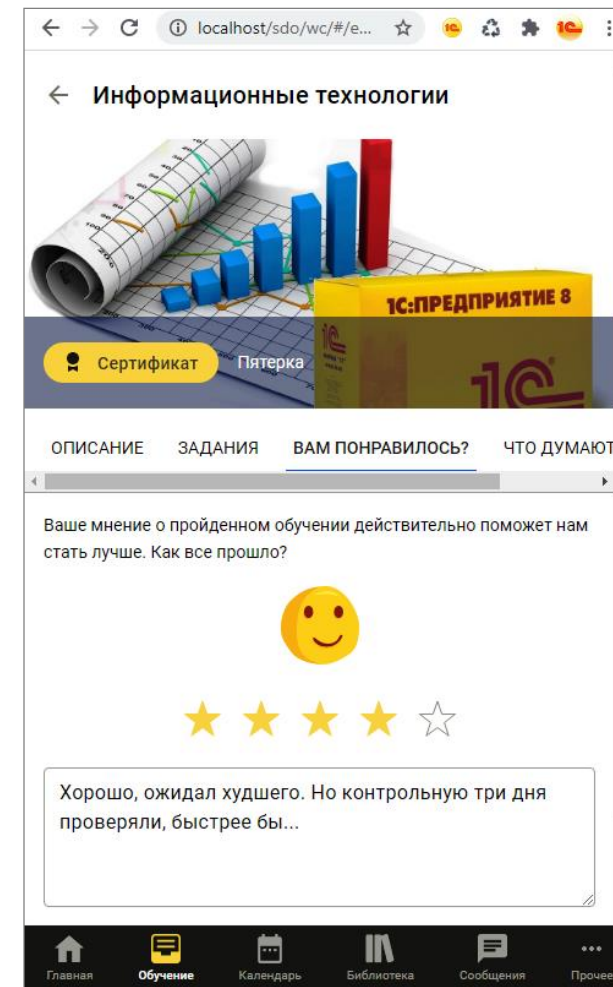 localhost/sdo/wc/#/e...
Информационные технологии
1С:ПРЕДПРИЯТИЕ 8
1С
Сертификат
Пятерка
ОПИСАНИЕ ЗАДАНИЯ ВАМ ПОНРАВИЛОСЬ? ЧТО ДУМАЮТ
Ваше мнение о пройденном обучении действительно поможет нам
стать лучше. Как все прошло?
Хорошо, ожидал худшего. Но контрольную три дня
проверяли, быстрее бы...
Главная Обучение Календарь Библиотека Сообщения Прочее